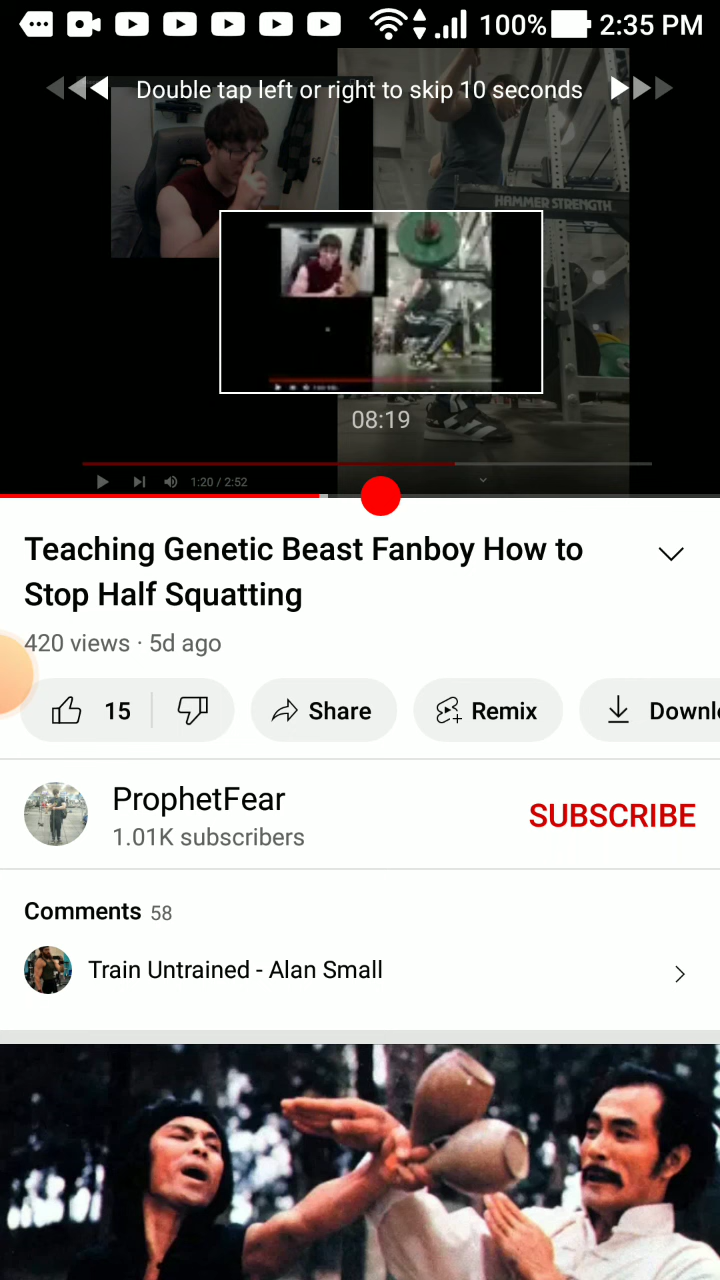 100% 2:35 PM
Double tap left or right to skip 10 seconds
HAMMER STRENGTH
08:19
1:20 / 2:52
Teaching Genetic Beast Fanboy How to
Stop Half Squatting
420 views · 5d ago
15 Share Remix Downl
ProphetFear
1.01K subscribers
SUBSCRIBE
Comments 58
Train Untrained - Alan Small